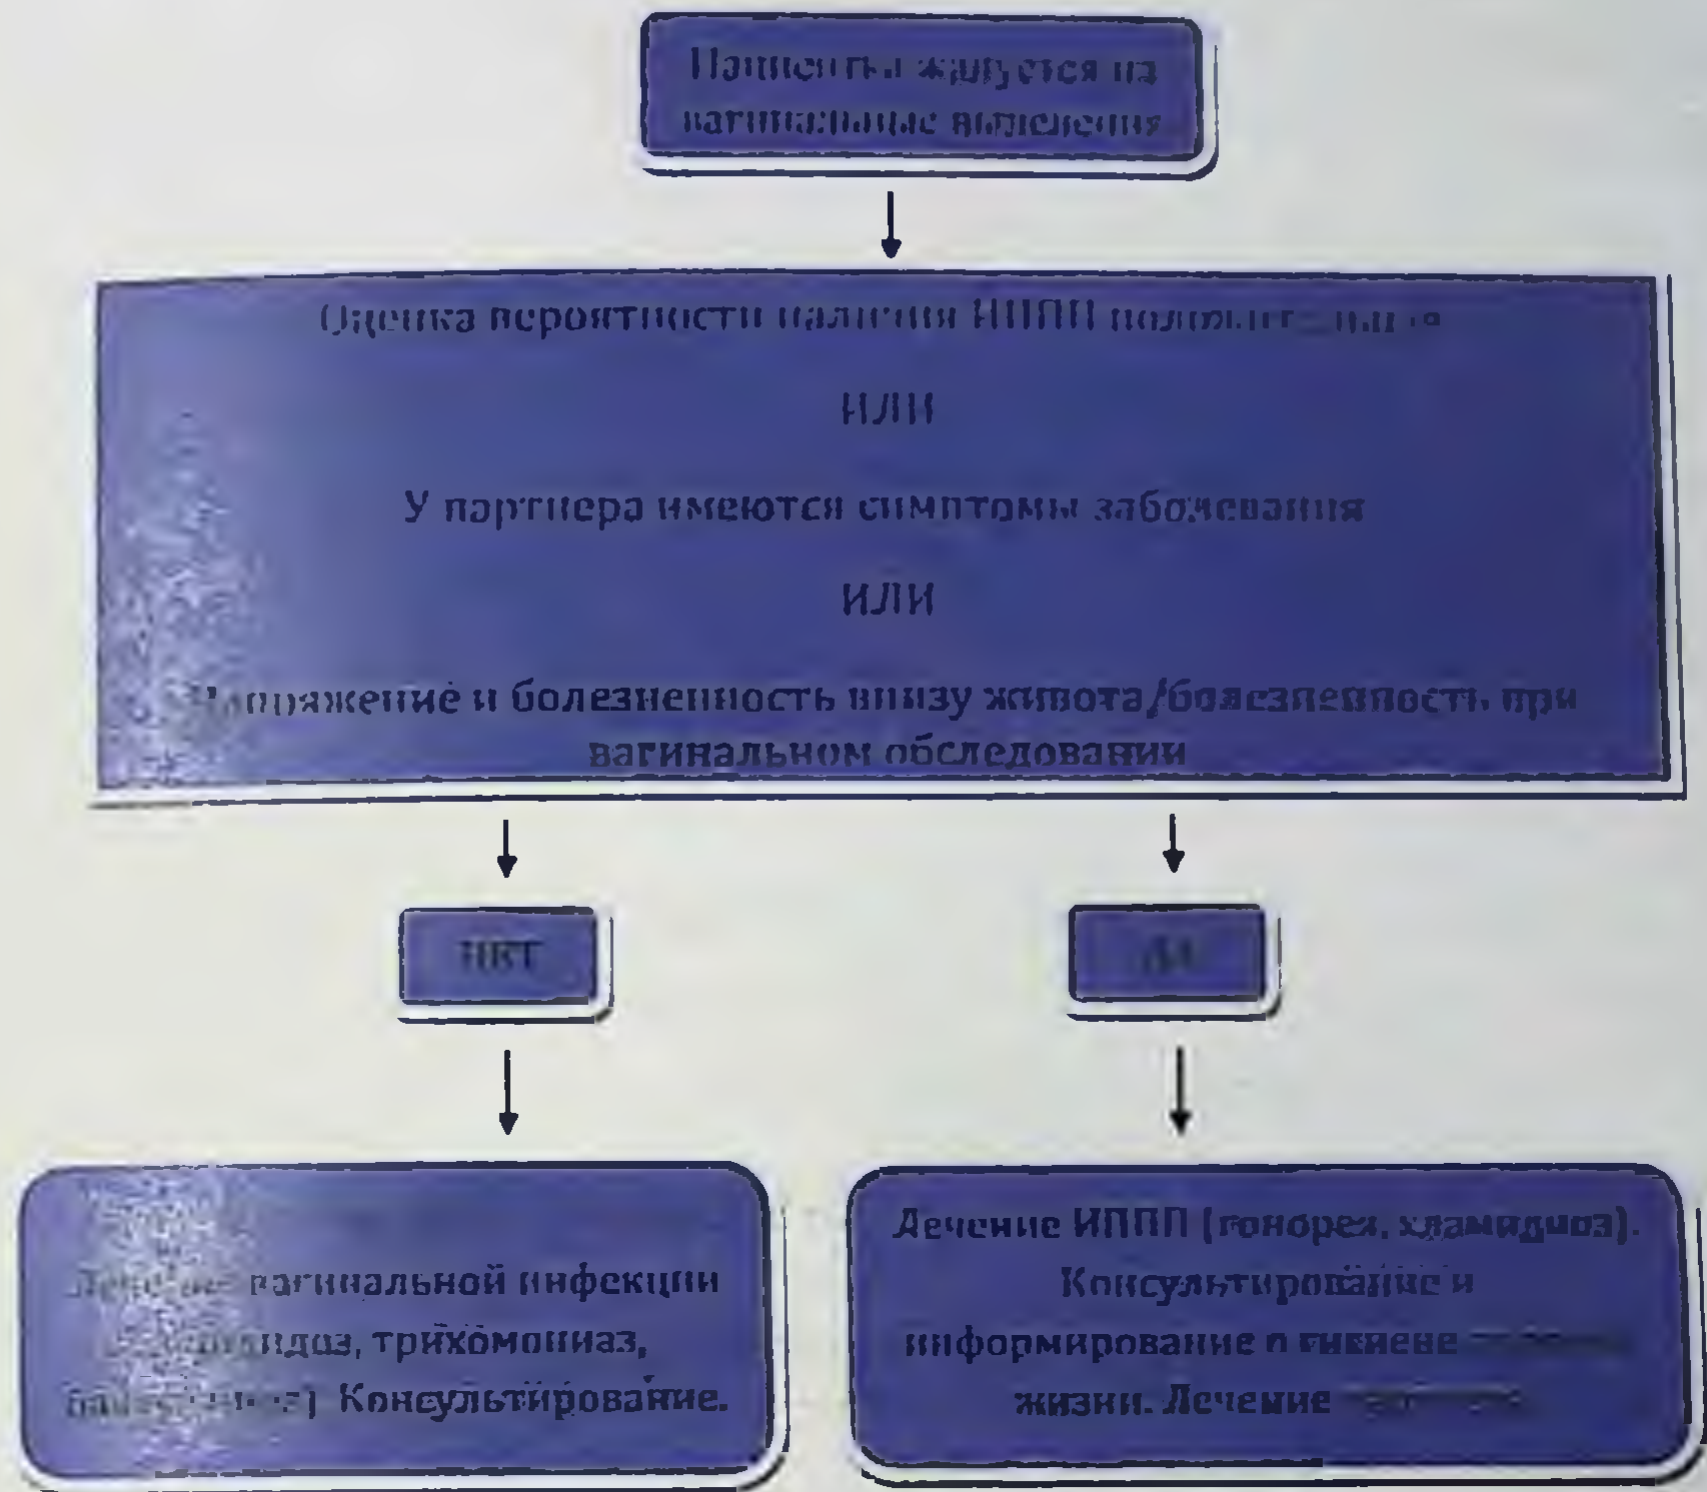 Пациентка жалуется на
вагинальные выделения
Оценка вероятности наличия ИППП положительная
ИЛИ
У партнера имеются симптомы заболевания
ИЛИ
Напряжение и болезненность внизу живота/болезненность при
вагинальном обследовании
НЕТ
ДА
вагинальной инфекции
трихомониаз,
Консультирование.
Лечение ИППП (гонорея, хламидиоз).
Консультирование и
информирование о гигиене
жизни. Лечение